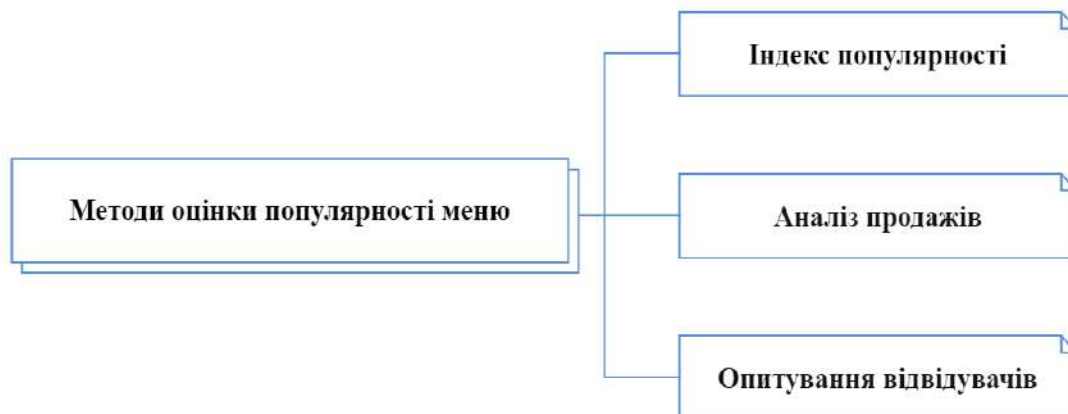 Індекс популярності
Методи оцінки популярності меню
Аналіз продажів
Опитування відвідувачів